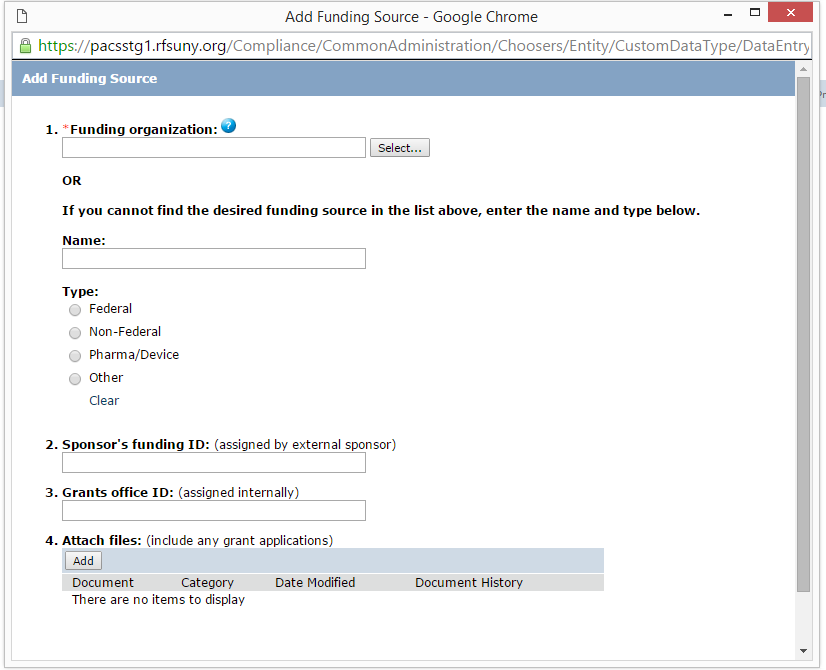 Add Funding Source - Google Chrome
https://pacsstg1.rfsuny.org/Compliance/CommonAdministration/Choosers/Entity/CustomDataType/DataEntry
Add Funding Source
1. *Funding organization: ?
Select...
OR
If you cannot find the desired funding source in the list above, enter the name and type below.
Name:
Type:
Federal
Non-Federal
Pharma/Device
Other
Clear
2. Sponsor's funding ID: (assigned by external sponsor)
3. Grants office ID: (assigned internally)
4. Attach files: (include any grant applications)
Add
Document Category Date Modified Document History
There are no items to display